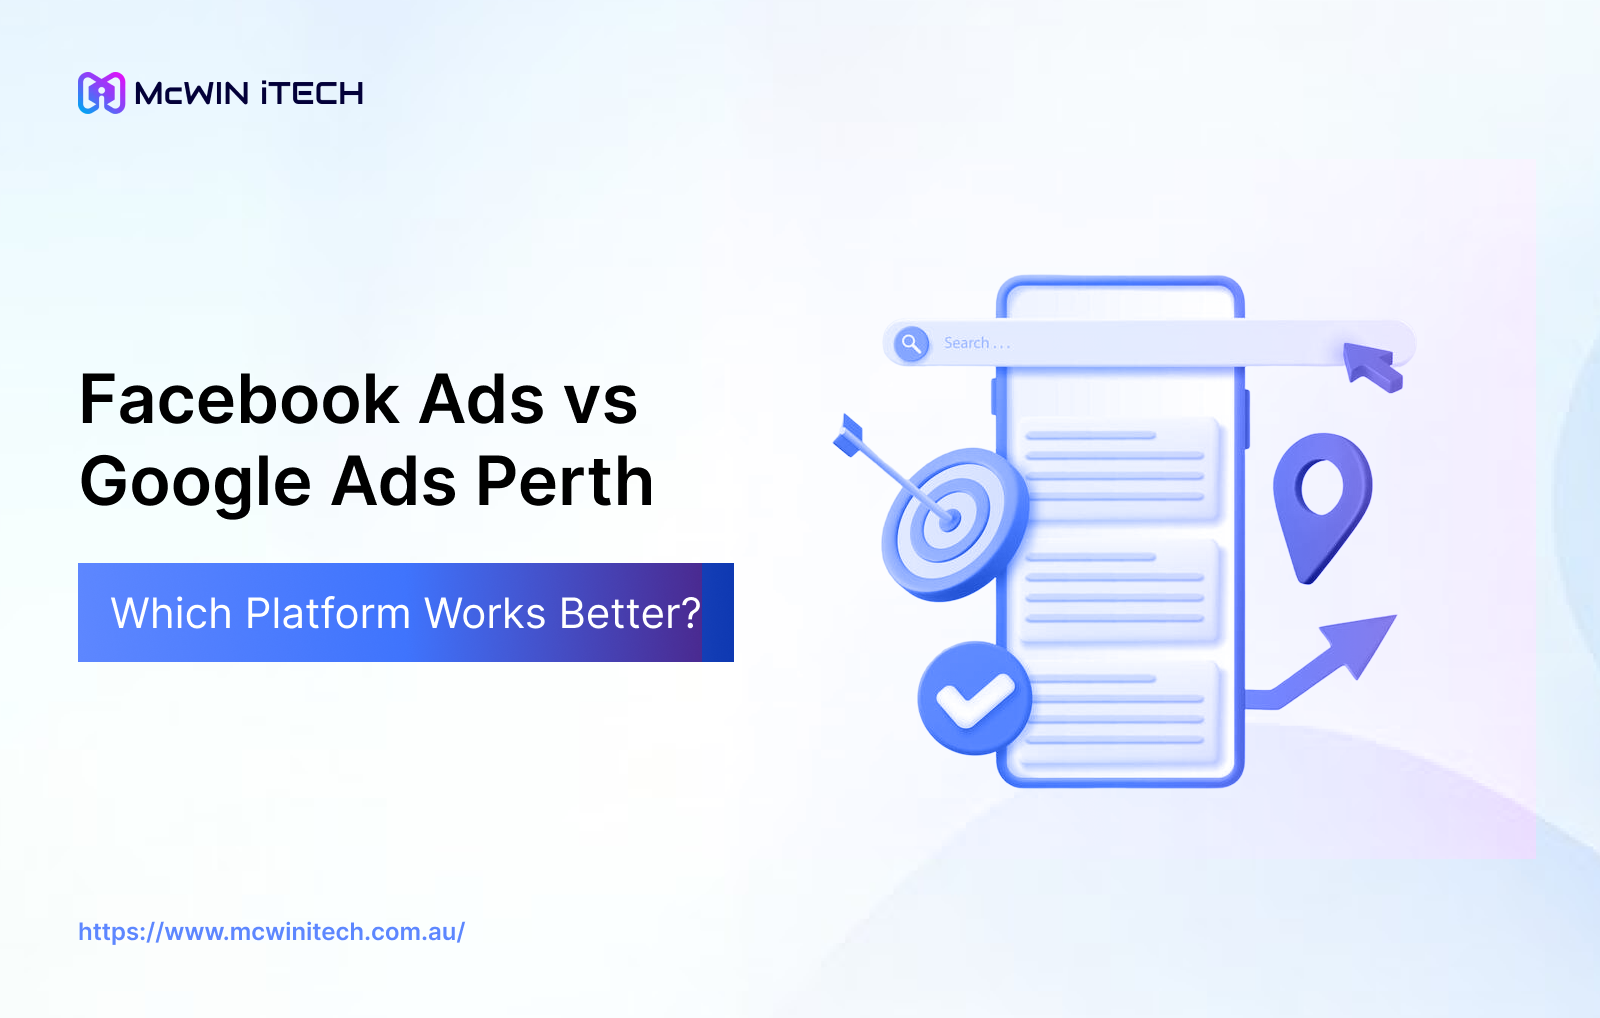 McWIN iTECH
Facebook Ads vs
Google Ads Perth
Which Platform Works Better?
Search . . .
https://www.mcwinitech.com.au/